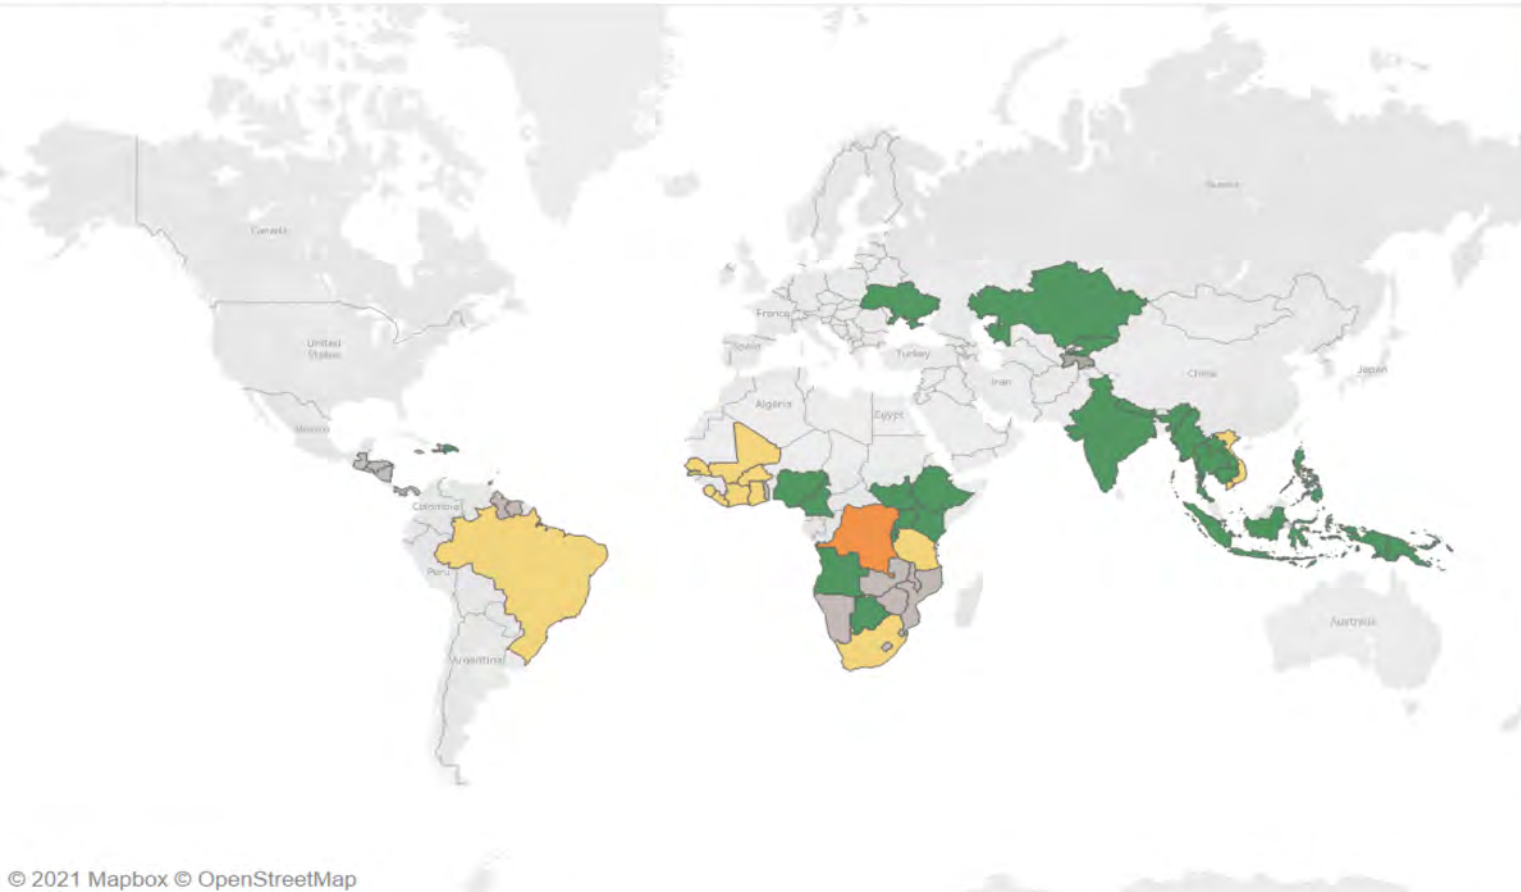 Russia
Canada
France
United
States
Spain
Turkey
China
Japan
Iran
Algeria
Egypt
Mexico
Colombia
Peru
Australia
Argentina
© 2021 Mapbox © OpenStreetMap